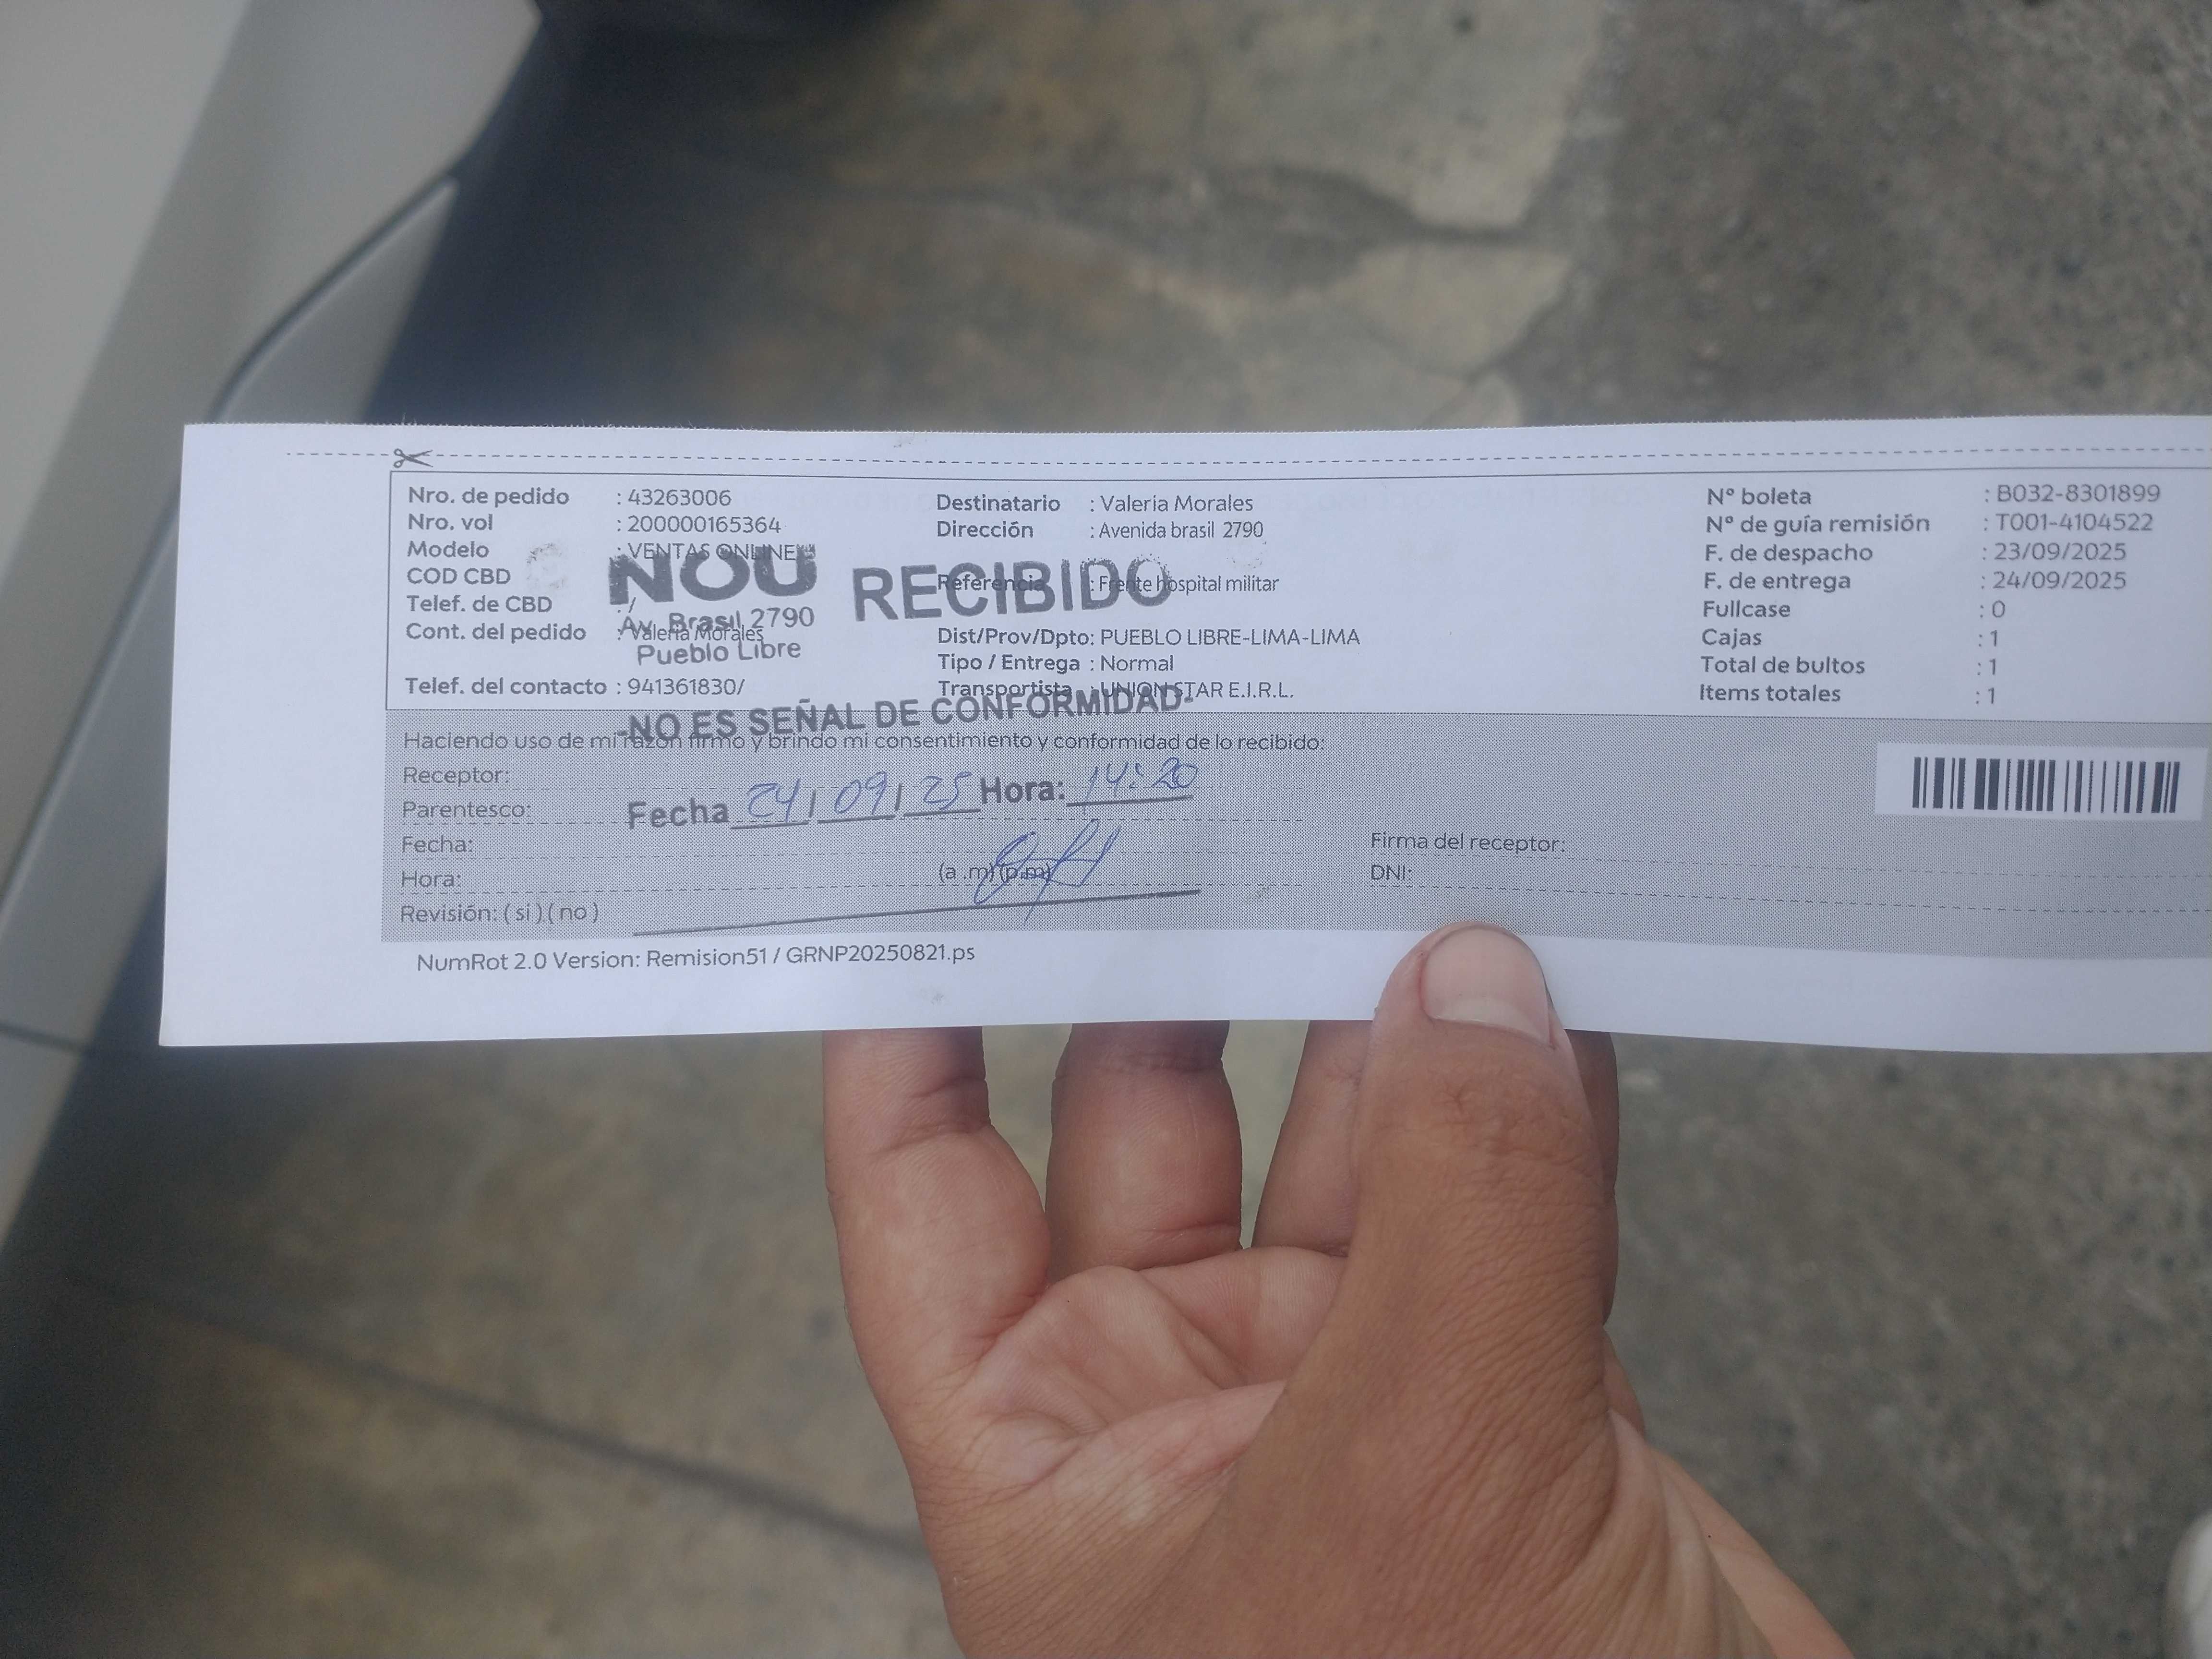 Nro. de pedido : 43263006
Nro. vol : 200000165364
Modelo : VENTAS ONLINE
COD CBD
Telef. de CBD : /
Cont. del pedido : Valeria Morales
Telef. del contacto : 941361830/
Destinatario : Valeria Morales
Dirección : Avenida brasil 2790
Referencia : Frente hospital militar
Dist/Prov/Dpto: PUEBLO LIBRE-LIMA-LIMA
Tipo / Entrega : Normal
Transportista : UNION STAR E.I.R.L.
N° boleta : B032-8301899
N° de guía remisión : T001-4104522
F. de despacho : 23/09/2025
F. de entrega : 24/09/2025
Fullcase : 0
Cajas : 1
Total de bultos : 1
Items totales : 1
NOU RECIBIDO
Av. Brasil 2790
Pueblo Libre
-NO ES SEÑAL DE CONFORMIDAD-
Haciendo uso de mi razón firmo y brindo mi consentimiento y conformidad de lo recibido:
Receptor:
Parentesco:
Fecha 24/09/25 Hora: 14:20
Fecha:
Hora: (a .m) (p.m)
Revisión: ( si ) ( no )
Firma del receptor:
DNI:
NumRot 2.0 Version: Remision51 / GRNP20250821.ps